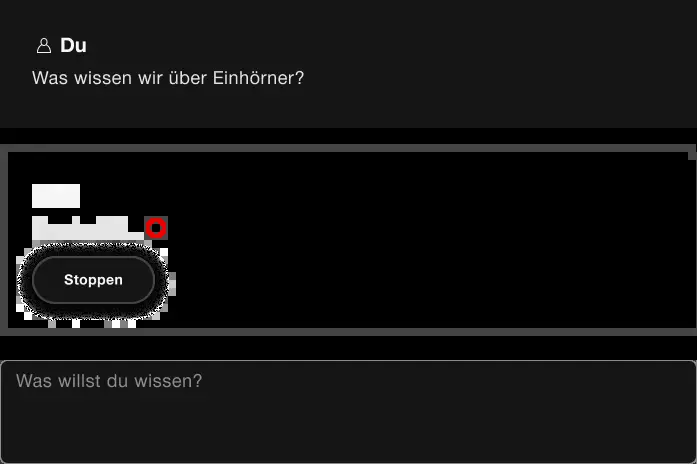 Du
Was wissen wir über Einhörner?
Stoppen
Was willst du wissen?